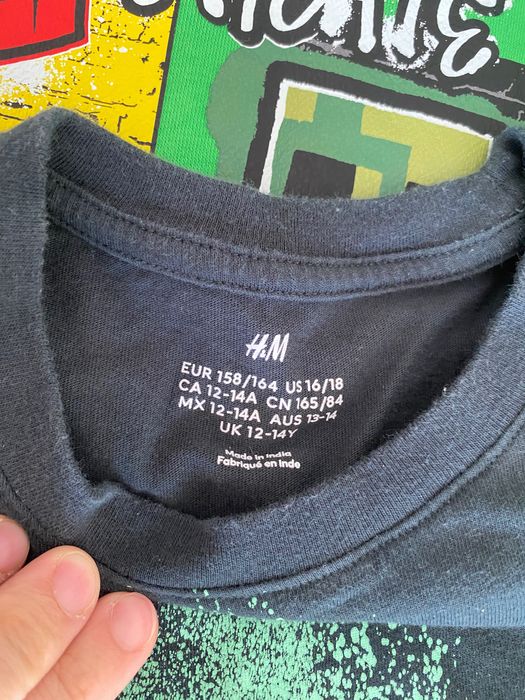 H&M
EUR 158/164 US 16/18
CA 12-14A CN 165/84
MX 12-14A AUS 13-14
UK 12-14Y
Made in India
Fabriqué en Inde